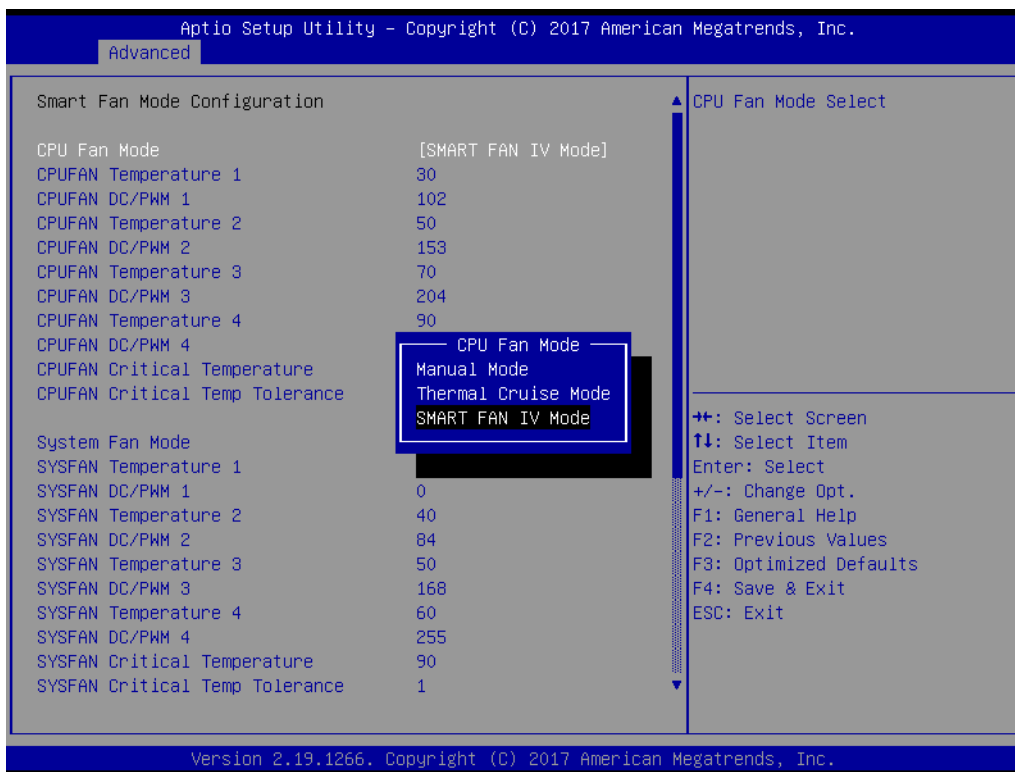 Aptio Setup Utility – Copyright (C) 2017 American Megatrends, Inc.
Advanced
Smart Fan Mode Configuration
CPU Fan Mode [SMART FAN IV Mode]
CPUFAN Temperature 1 30
CPUFAN DC/PWM 1 102
CPUFAN Temperature 2 50
CPUFAN DC/PWM 2 153
CPUFAN Temperature 3 70
CPUFAN DC/PWM 3 204
CPUFAN Temperature 4 90
CPUFAN DC/PWM 4
CPUFAN Critical Temperature
CPUFAN Critical Temp Tolerance
System Fan Mode
SYSFAN Temperature 1
SYSFAN DC/PWM 1 0
SYSFAN Temperature 2 40
SYSFAN DC/PWM 2 84
SYSFAN Temperature 3 50
SYSFAN DC/PWM 3 168
SYSFAN Temperature 4 60
SYSFAN DC/PWM 4 255
SYSFAN Critical Temperature 90
SYSFAN Critical Temp Tolerance 1
CPU Fan Mode
Manual Mode
Thermal Cruise Mode
SMART FAN IV Mode
CPU Fan Mode Select
→←: Select Screen
↑↓: Select Item
Enter: Select
+/-: Change Opt.
F1: General Help
F2: Previous Values
F3: Optimized Defaults
F4: Save & Exit
ESC: Exit
Version 2.19.1266. Copyright (C) 2017 American Megatrends, Inc.